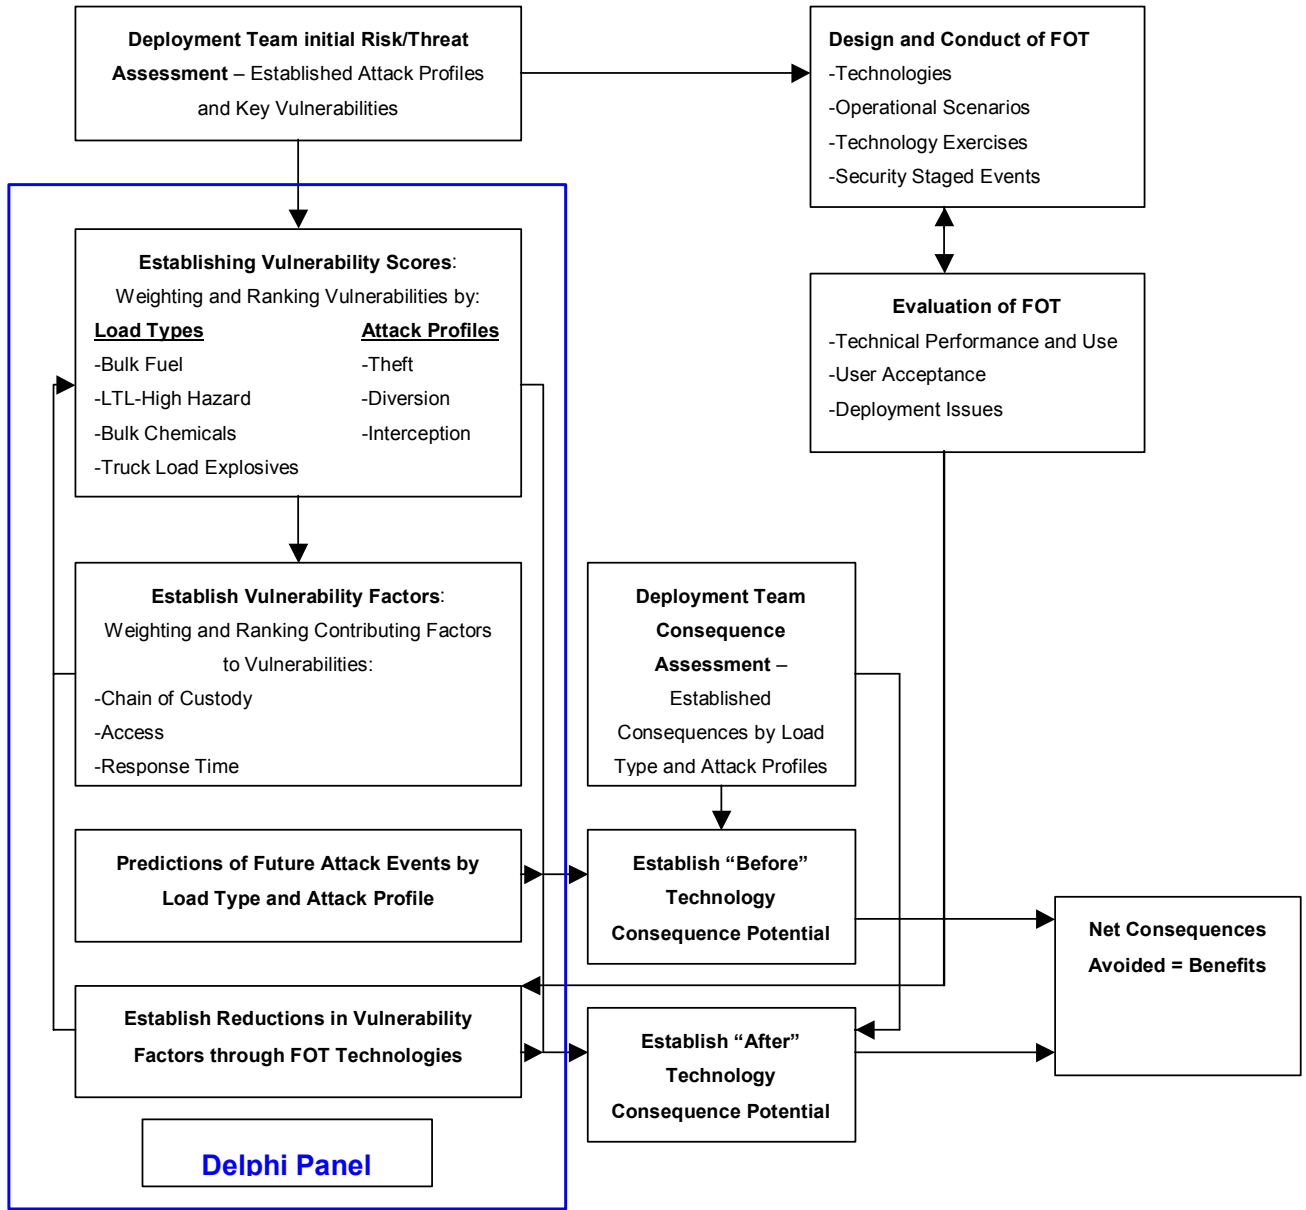 Deployment Team initial Risk/Threat
Assessment – Established Attack Profiles
and Key Vulnerabilities
Design and Conduct of FOT
-Technologies
-Operational Scenarios
-Technology Exercises
-Security Staged Events
Establishing Vulnerability Scores:
Weighting and Ranking Vulnerabilities by:
Load Types
-Bulk Fuel
-LTL-High Hazard
-Bulk Chemicals
-Truck Load Explosives
Attack Profiles
-Theft
-Diversion
-Interception
Evaluation of FOT
-Technical Performance and Use
-User Acceptance
-Deployment Issues
Establish Vulnerability Factors:
Weighting and Ranking Contributing Factors
to Vulnerabilities:
-Chain of Custody
-Access
-Response Time
Deployment Team
Consequence
Assessment –
Established
Consequences by Load
Type and Attack Profiles
Predictions of Future Attack Events by
Load Type and Attack Profile
Establish “Before”
Technology
Consequence Potential
Net Consequences
Avoided = Benefits
Establish Reductions in Vulnerability
Factors through FOT Technologies
Establish “After”
Technology
Consequence Potential
Delphi Panel